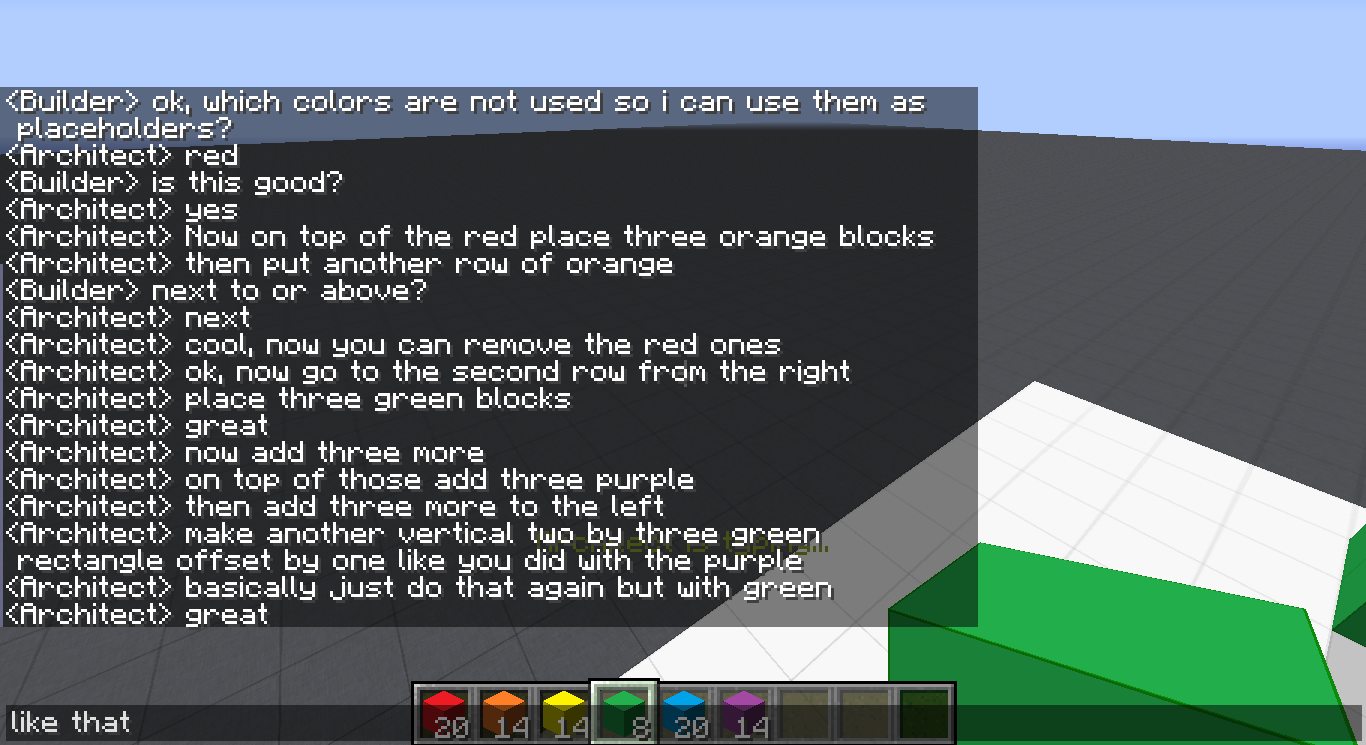 <Builder> ok, which colors are not used so i can use them as
placeholders?
<Architect> red
<Builder> is this good?
<Architect> yes
<Architect> Now on top of the red place three orange blocks
<Architect> then put another row of orange
<Builder> next to or above?
<Architect> next
<Architect> cool, now you can remove the red ones
<Architect> ok, now go to the second row from the right
<Architect> place three green blocks
<Architect> great
<Architect> now add three more
<Architect> on top of those add three purple
<Architect> then add three more to the left
<Architect> make another vertical two by three green
rectangle offset by one like you did with the purple
<Architect> basically just do that again but with green
<Architect> great
Architect is typing...
20 14 14 8 20 14
like that